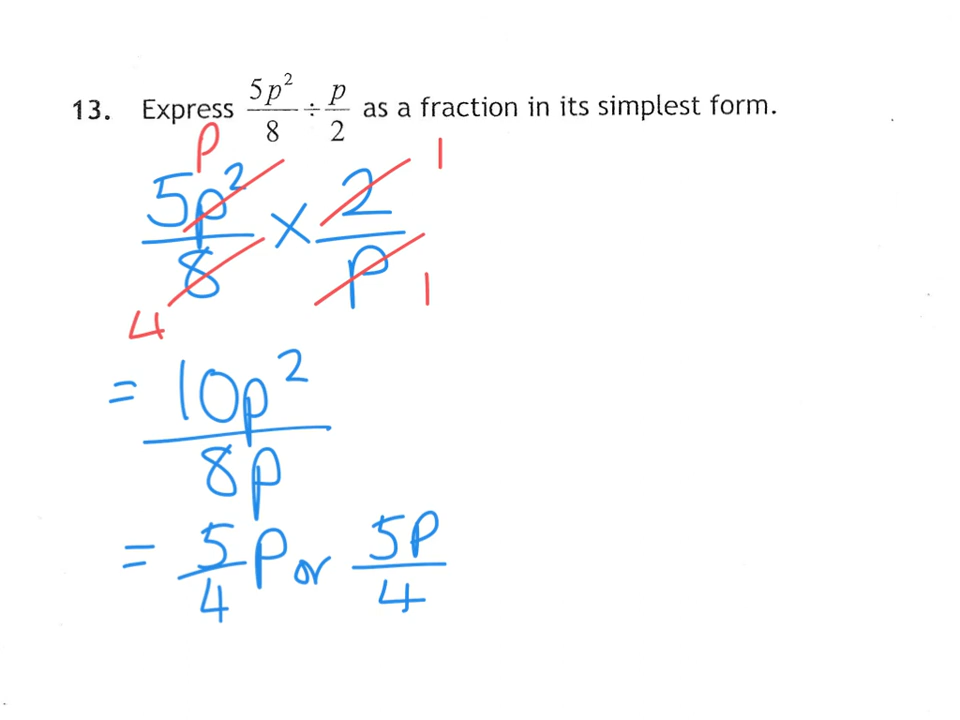 13. Express 5p²/8 ÷ p/2 as a fraction in its simplest form.
p 1
5p²/8 × 2/p
4 1
= 10p²/8p
= 5/4 p or 5p/4